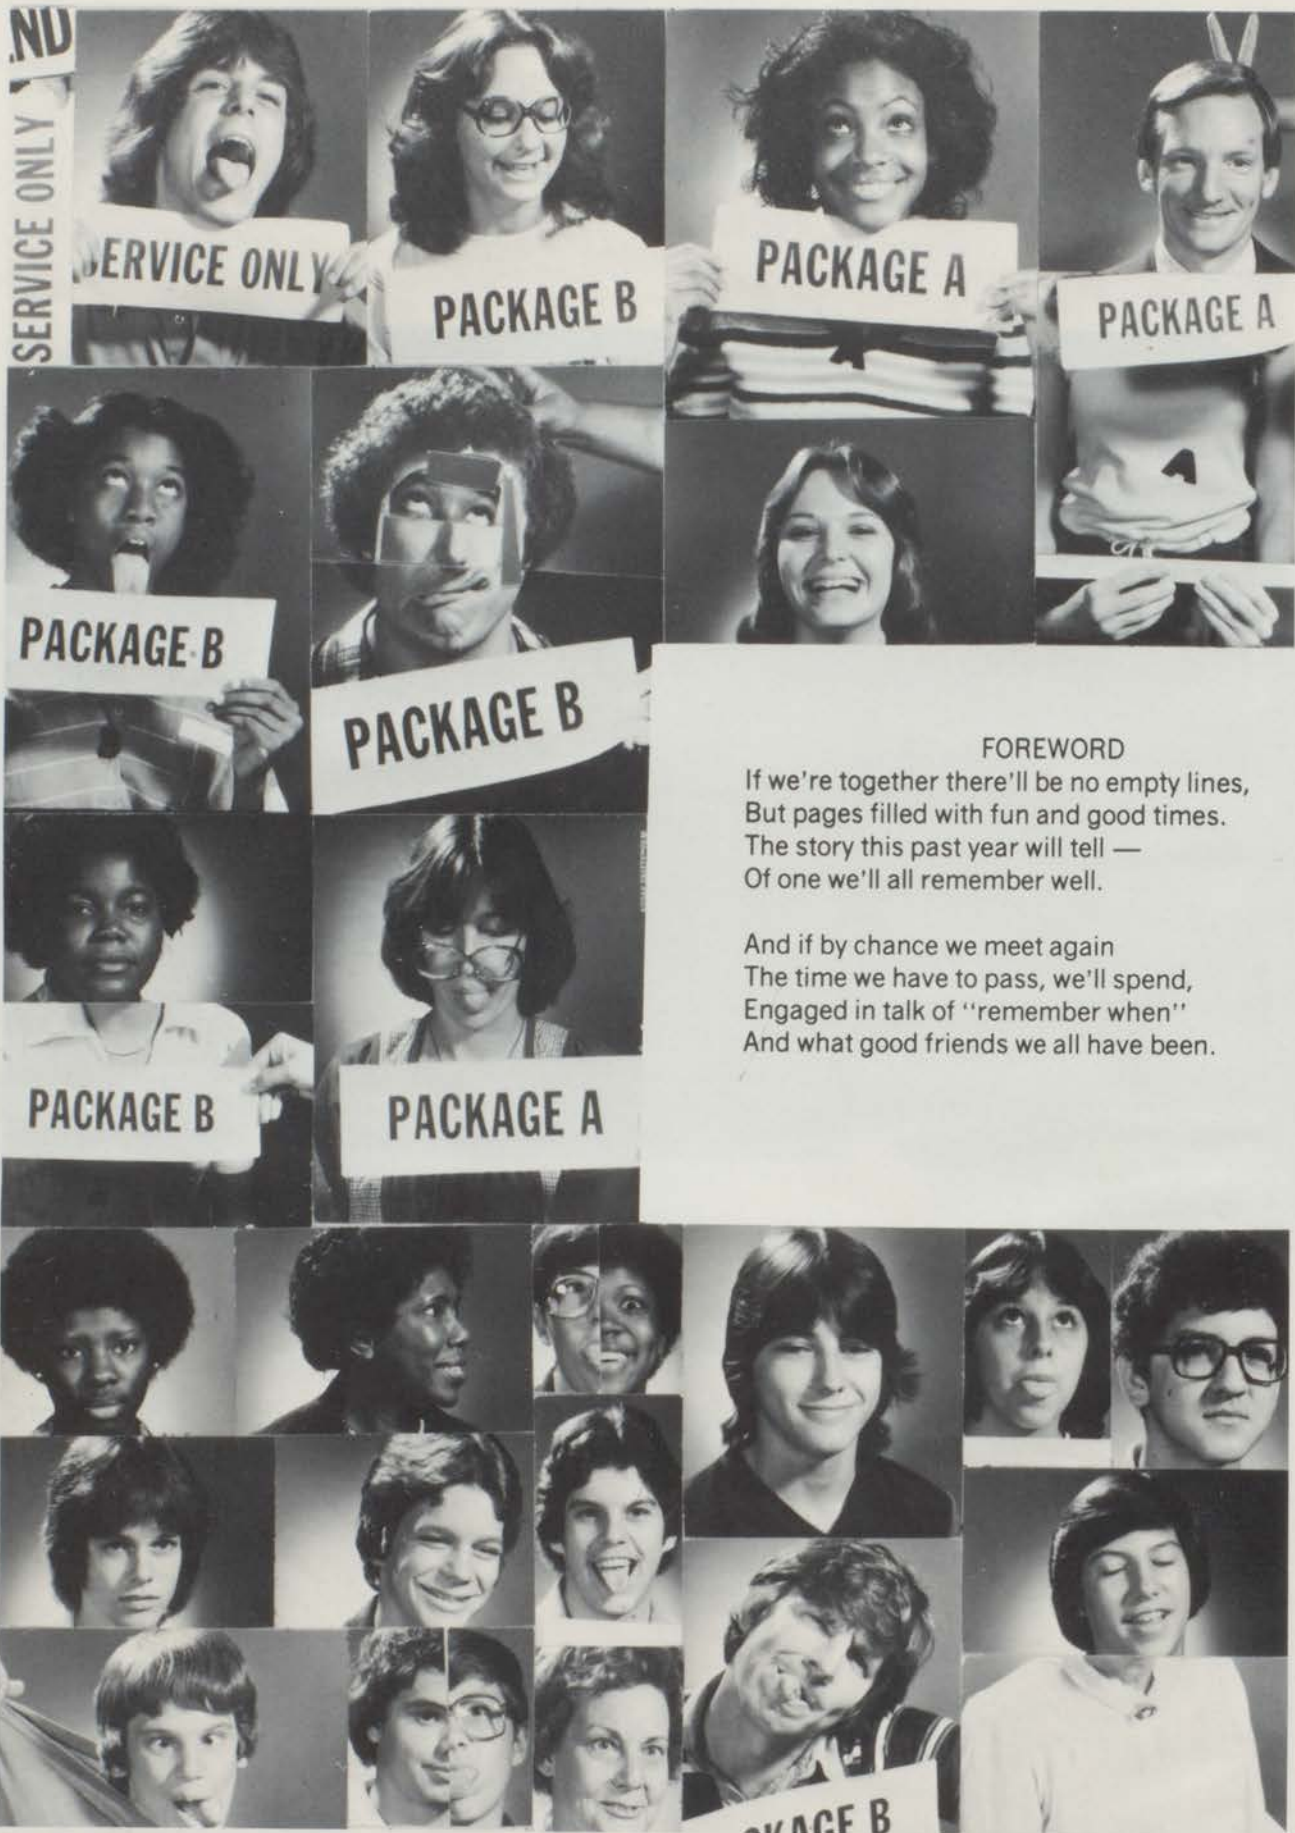 ND
SERVICE ONLY
SERVICE ONLY
PACKAGE B
PACKAGE A
PACKAGE A
PACKAGE B
PACKAGE B
FOREWORD
If we're together there'll be no empty lines,
But pages filled with fun and good times.
The story this past year will tell —
Of one we'll all remember well.
And if by chance we meet again
The time we have to pass, we'll spend,
Engaged in talk of "remember when"
And what good friends we all have been.
PACKAGE B
PACKAGE A
KAGE B